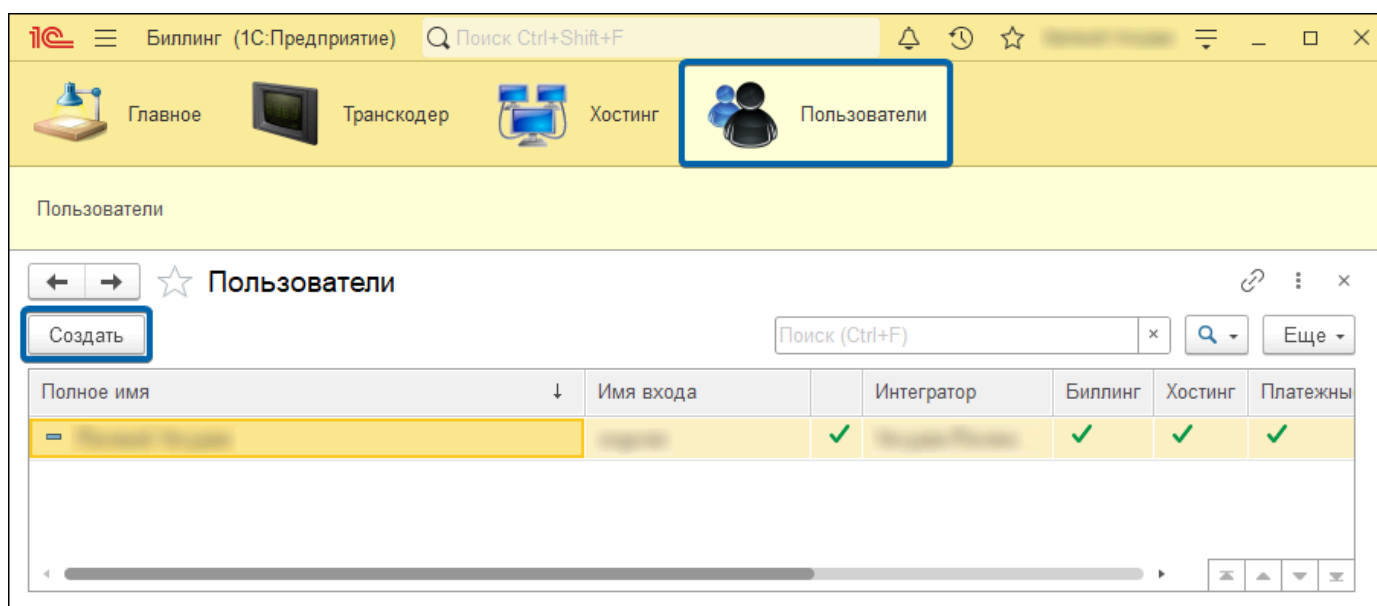 1С Биллинг (1С:Предприятие) Поиск Ctrl+Shift+F
Главное Транскодер Хостинг Пользователи
Пользователи
Пользователи
Создать Поиск (Ctrl+F) × Еще
Полное имя ↓ Имя входа Интегратор Биллинг Хостинг Платежны